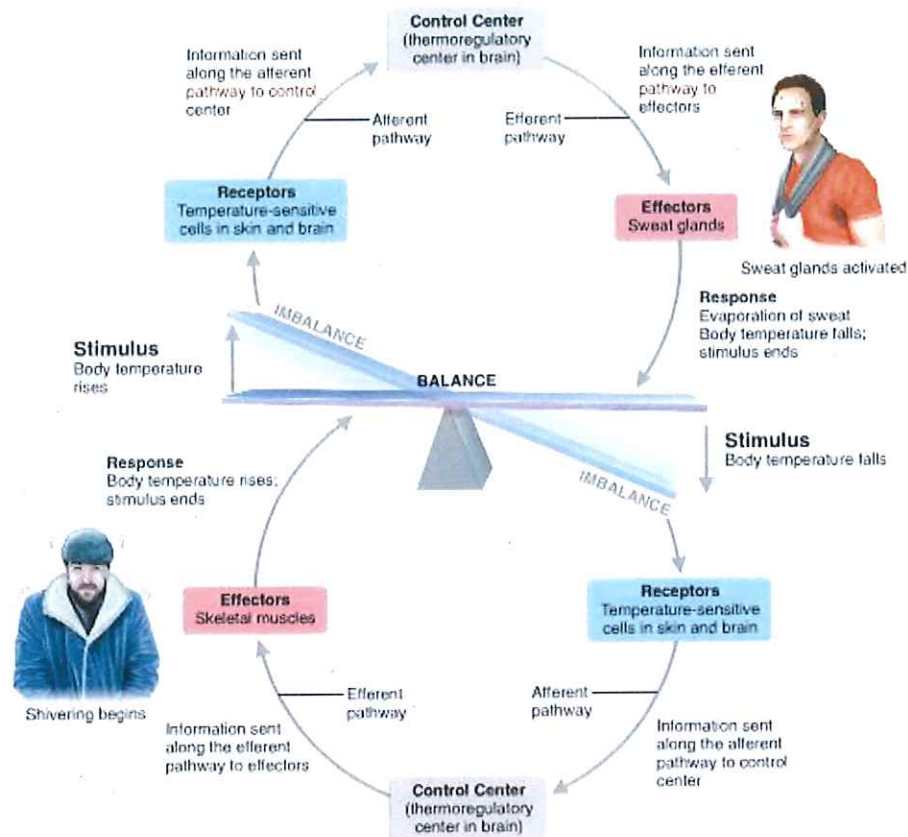 Control Center
(thermoregulatory
center in brain)
Information sent
along the afferent
pathway to control
center
Afferent
pathway
Information sent
along the efferent
pathway to
effectors
Efferent
pathway
Receptors
Temperature-sensitive
cells in skin and brain
Effectors
Sweat glands
Sweat glands activated
Response
Evaporation of sweat
Body temperature falls;
stimulus ends
IMBALANCE
Stimulus
Body temperature
rises
BALANCE
Stimulus
Body temperature falls
IMBALANCE
Response
Body temperature rises;
stimulus ends
Effectors
Skeletal muscles
Shivering begins
Receptors
Temperature-sensitive
cells in skin and brain
Efferent
pathway
Afferent
pathway
Information sent
along the efferent
pathway to effectors
Information sent
along the afferent
pathway to control
center
Control Center
(thermoregulatory
center in brain)